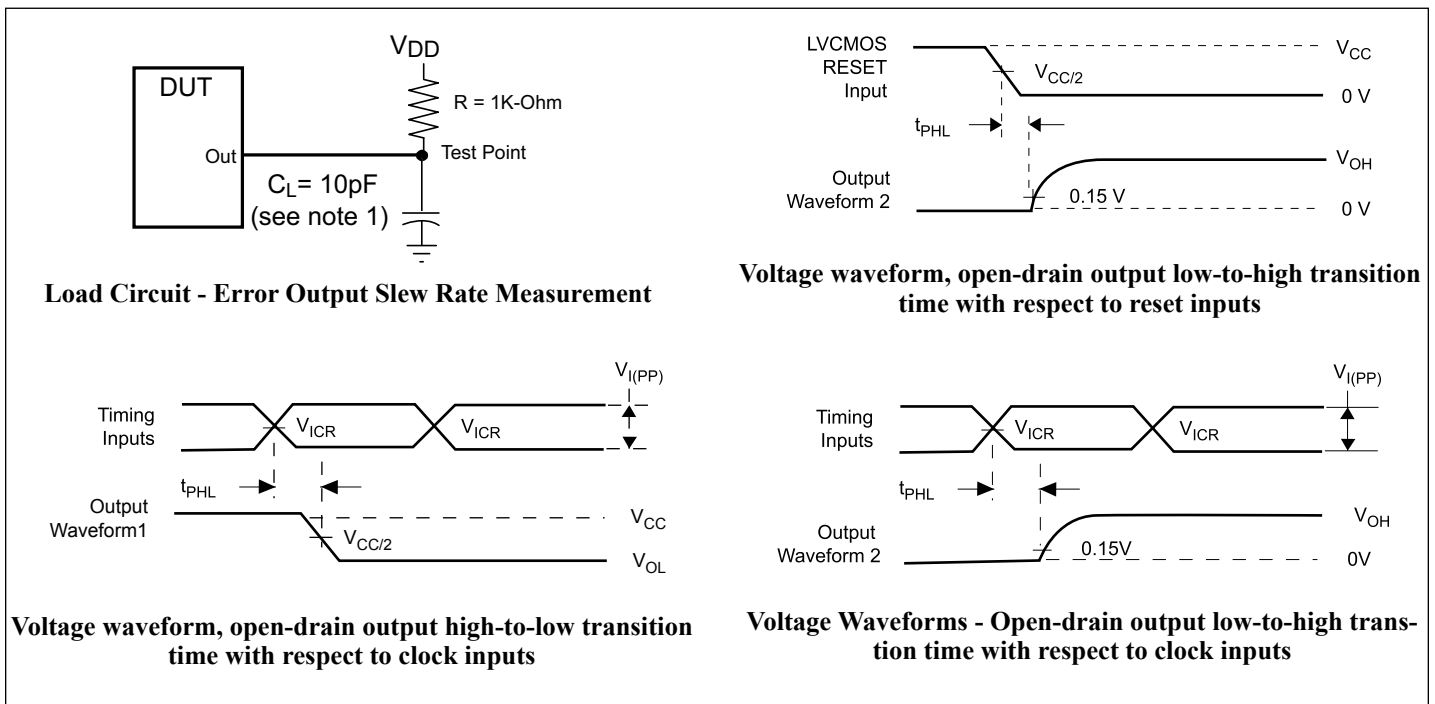 VDD
DUT
R = 1K-Ohm
Out
Test Point
CL= 10pF
(see note 1)
Load Circuit - Error Output Slew Rate Measurement
LVCMOS
RESET
Input
VCC
VCC/2
0 V
tPHL
Output
Waveform 2
VOH
0.15 V
0 V
Voltage waveform, open-drain output low-to-high transition
time with respect to reset inputs
VI(PP)
Timing
Inputs
VICR
VICR
tPHL
Output
Waveform1
VCC
VCC/2
VOL
Voltage waveform, open-drain output high-to-low transition
time with respect to clock inputs
VI(PP)
Timing
Inputs
VICR
VICR
tPHL
Output
Waveform 2
VOH
0.15V
0V
Voltage Waveforms - Open-drain output low-to-high trans-
tion time with respect to clock inputs